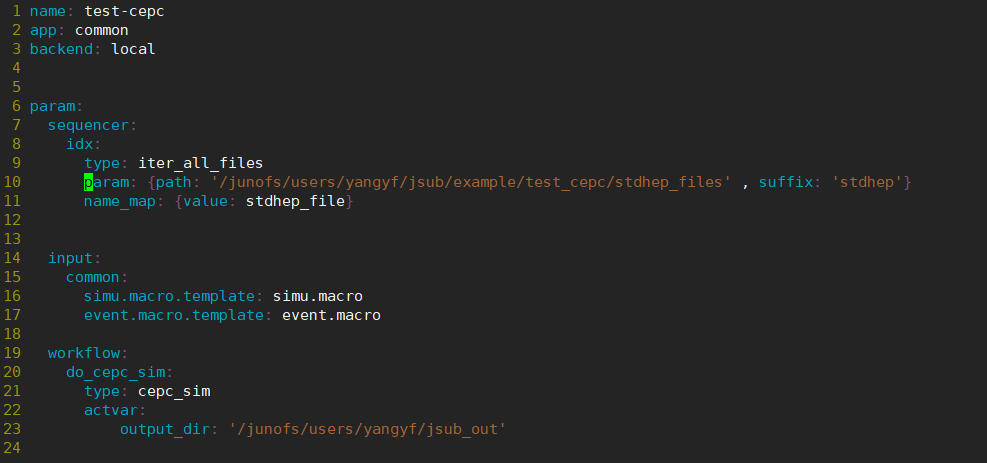 1 name: test-cepc
2 app: common
3 backend: local
4
5
6 param:
7   sequencer:
8     idx:
9       type: iter_all_files
10       param: {path: '/junofs/users/yangyf/jsub/example/test_cepc/stdhep_files' , suffix: 'stdhep'}
11       name_map: {value: stdhep_file}
12
13
14   input:
15     common:
16       simu.macro.template: simu.macro
17       event.macro.template: event.macro
18
19   workflow:
20     do_cepc_sim:
21       type: cepc_sim
22       actvar:
23           output_dir: '/junofs/users/yangyf/jsub_out'
24